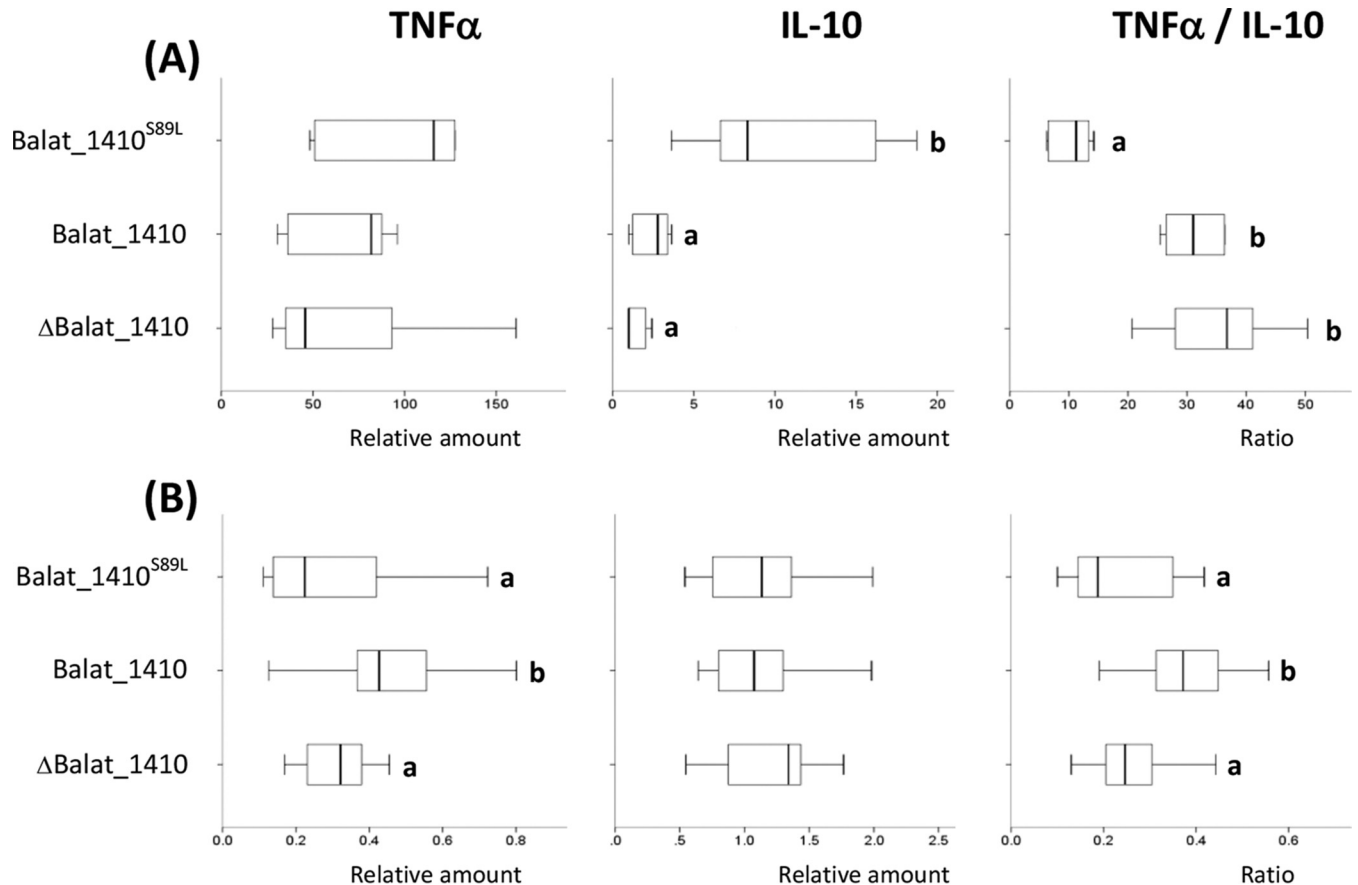 TNFα IL-10 TNFα / IL-10
(A)
Balat_1410S89L b a
Balat_1410 a b
ΔBalat_1410 a b
0 50 100 150 0 5 10 15 20 0 10 20 30 40 50
Relative amount Relative amount Ratio
(B)
Balat_1410S89L a a
Balat_1410 b b
ΔBalat_1410 a a
0.0 0.2 0.4 0.6 0.8 .5 1.0 1.5 2.0 2.5 0.0 0.2 0.4 0.6
Relative amount Relative amount Ratio